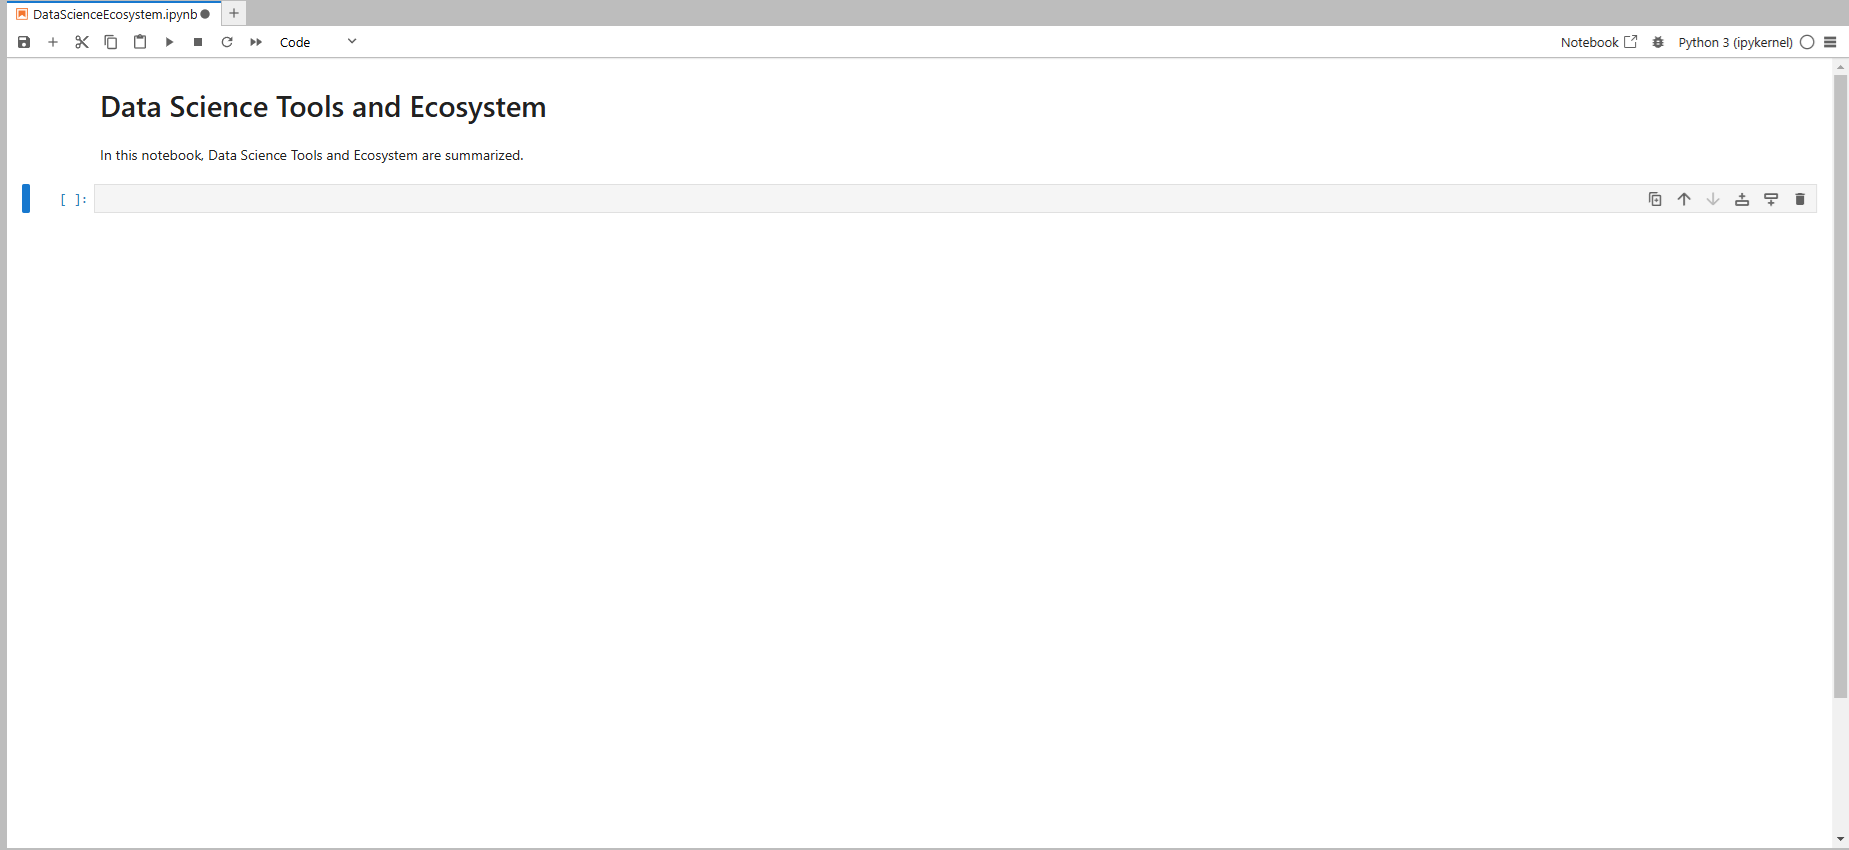 DataScienceEcosystem.ipynb
Code
Notebook
Python 3 (ipykernel)
Data Science Tools and Ecosystem
In this notebook, Data Science Tools and Ecosystem are summarized.
[ ]: